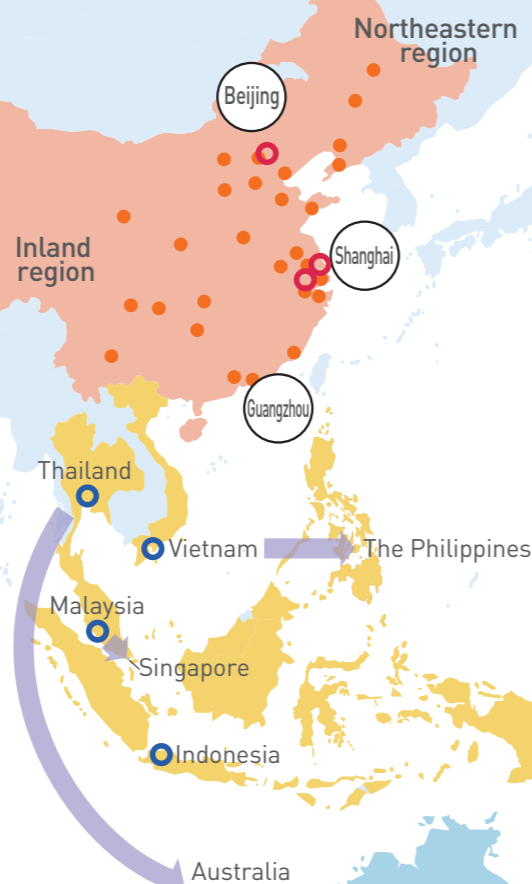 Northeastern
region
Beijing
Inland
region
Shanghai
Guangzhou
Thailand
Vietnam
The Philippines
Malaysia
Singapore
Indonesia
Australia